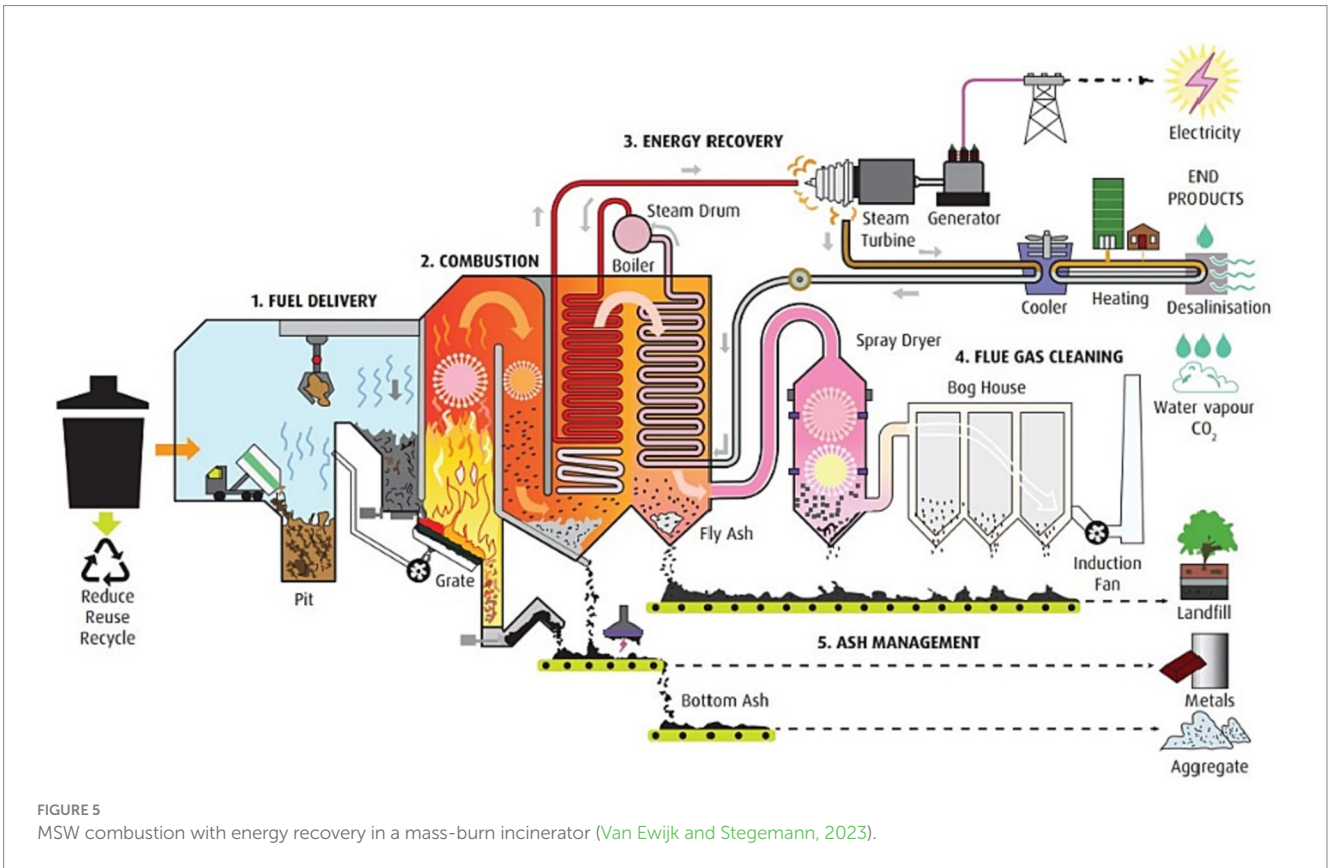 Electricity
3. ENERGY RECOVERY
END
PRODUCTS
Steam Drum
Steam
Turbine
Generator
Boiler
2. COMBUSTION
1. FUEL DELIVERY
Cooler
Heating
Desalinisation
Spray Dryer
4. FLUE GAS CLEANING
Bog House
Water vapour
CO₂
Fly Ash
Induction
Fan
Grate
Pit
Reduce
Reuse
Recycle
Landfill
5. ASH MANAGEMENT
Bottom Ash
Metals
Aggregate
FIGURE 5
MSW combustion with energy recovery in a mass-burn incinerator (Van Ewijk and Stegemann, 2023).